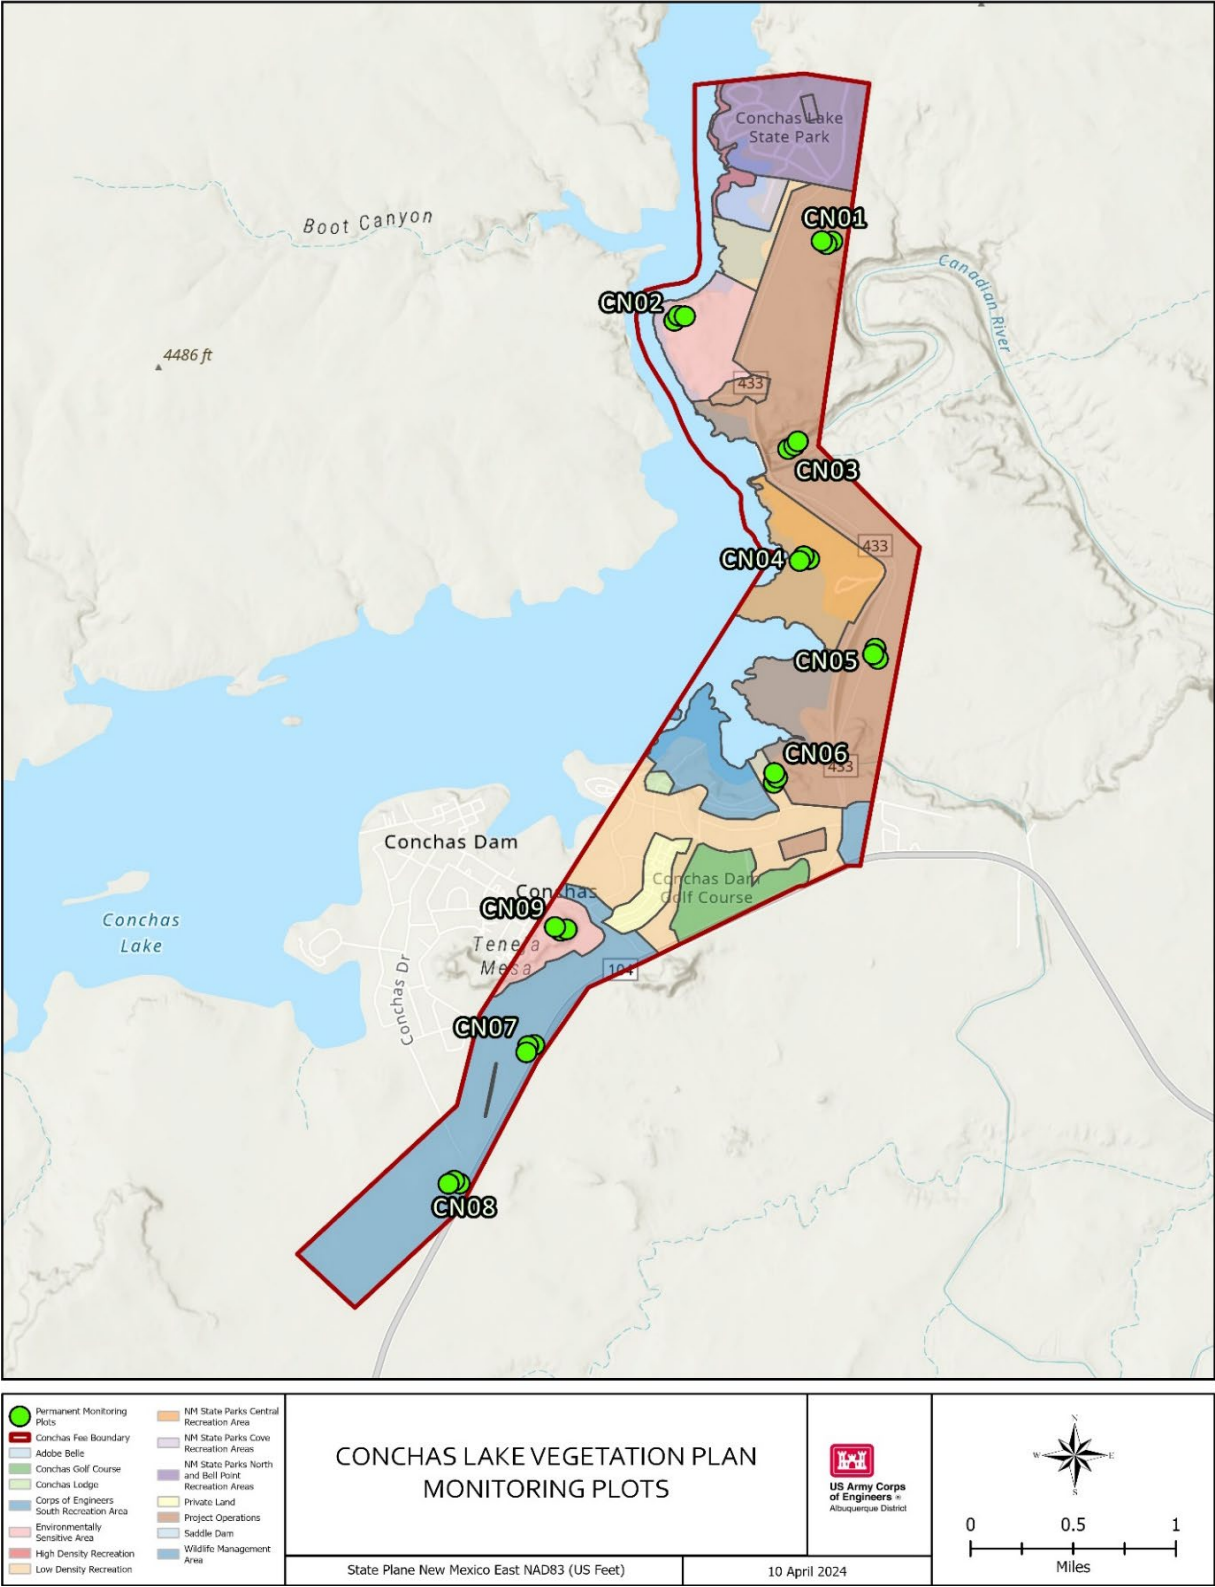 Conchas Lake
State Park
CN01
Boot Canyon
Canadian River
CN02
4486 ft
433
CN03
433
CN04
CN05
CN06
433
Conchas Dam
Conchas Dam
Golf Course
Conchas
CN09
Conchas
Lake
Teneja
Mesa
104
Conchas Dr
CN07
CN08
Permanent Monitoring
Plots
Conchas Fee Boundary
Adobe Belle
Conchas Golf Course
Conchas Lodge
Corps of Engineers
South Recreation Area
Environmentally
Sensitive Area
High Density Recreation
Low Density Recreation
NM State Parks Central
Recreation Area
NM State Parks Cove
Recreation Areas
NM State Parks North
and Bell Point
Recreation Areas
Private Land
Project Operations
Saddle Dam
Wildlife Management
Area
CONCHAS LAKE VEGETATION PLAN
MONITORING PLOTS
State Plane New Mexico East NAD83 (US Feet)
10 April 2024
US Army Corps
of Engineers ®
Albuquerque District
N
W E
S
0 0.5 1
Miles